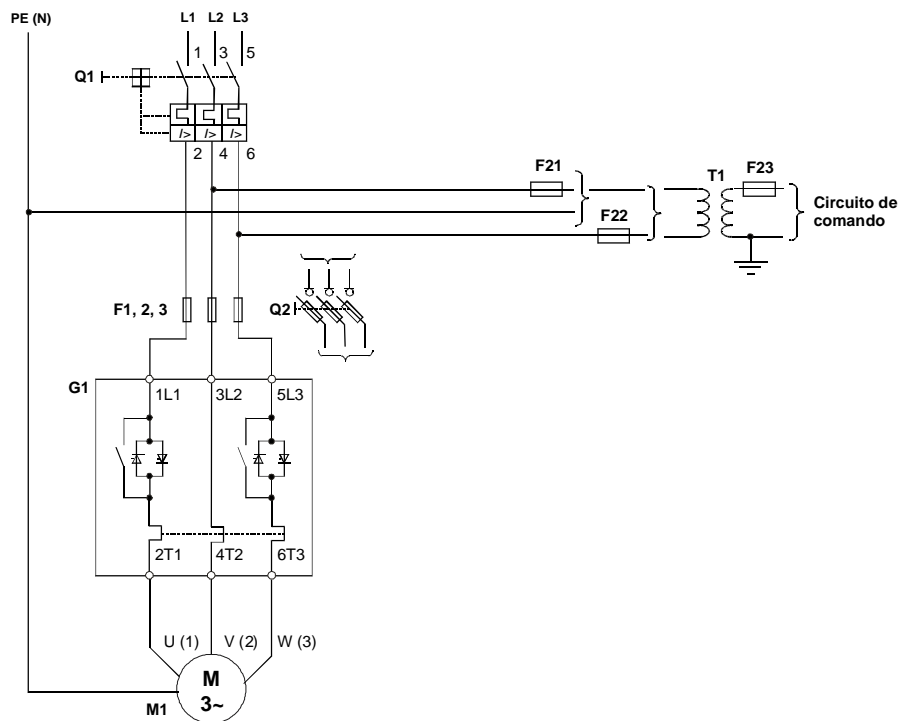 PE (N)
L1 L2 L3
1 3 5
Q1
I> I> I>
2 4 6
F21
T1 F23
F22
Circuito de
comando
F1, 2, 3
Q2
G1
1L1 3L2 5L3
2T1 4T2 6T3
U (1) V (2) W (3)
M
3~
M1